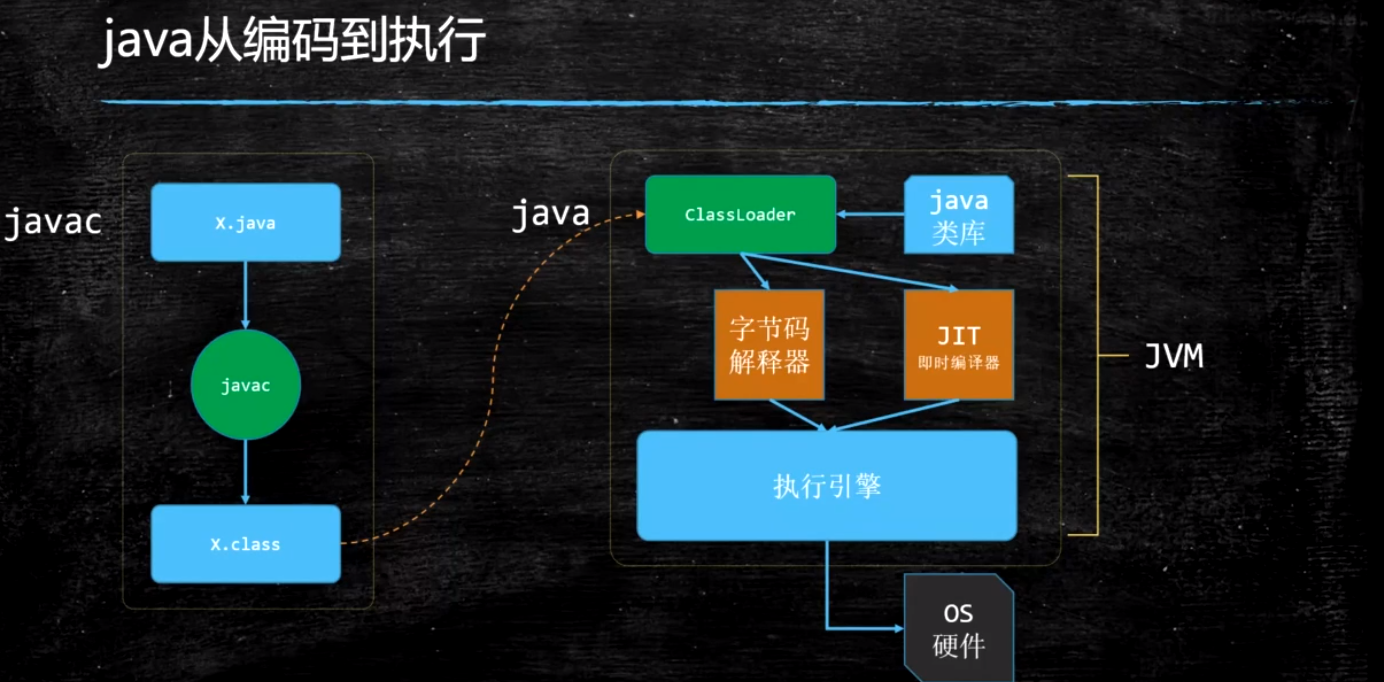 java从编码到执行
javac
X.java
javac
X.class
java
ClassLoader
java
类库
字节码
解释器
JIT
即时编译器
执行引擎
JVM
OS
硬件